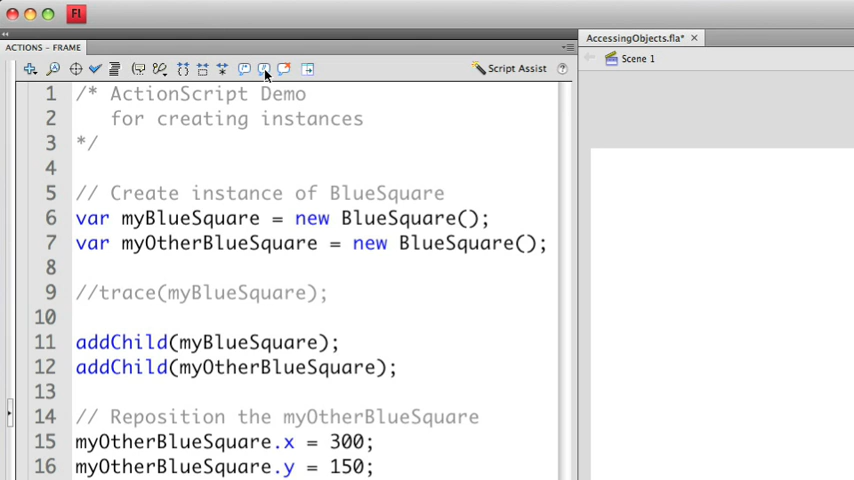 Fl
ACTIONS - FRAME
AccessingObjects.fla*
Script Assist
Scene 1
1 /* ActionScript Demo
2 for creating instances
3 */
4
5 // Create instance of BlueSquare
6 var myBlueSquare = new BlueSquare();
7 var myOtherBlueSquare = new BlueSquare();
8
9 //trace(myBlueSquare);
10
11 addChild(myBlueSquare);
12 addChild(myOtherBlueSquare);
13
14 // Reposition the myOtherBlueSquare
15 myOtherBlueSquare.x = 300;
16 myOtherBlueSquare.y = 150;